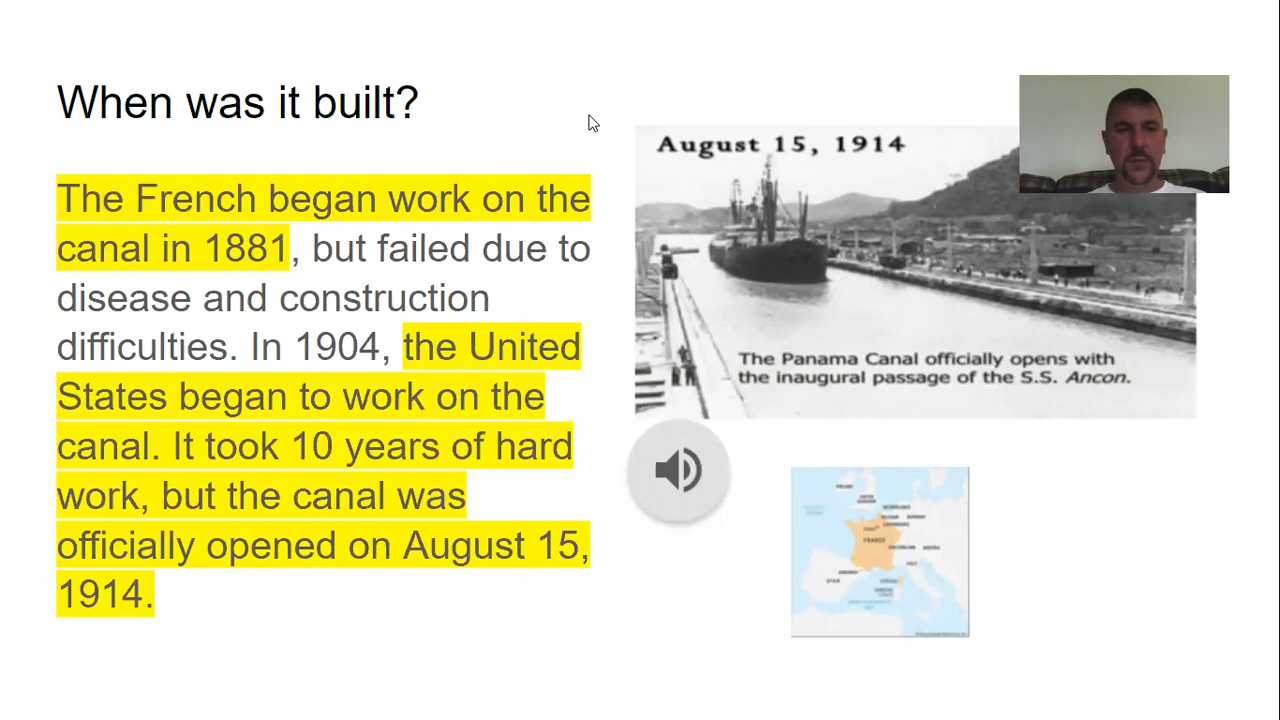 When was it built?
The French began work on the
canal in 1881, but failed due to
disease and construction
difficulties. In 1904, the United
States began to work on the
canal. It took 10 years of hard
work, but the canal was
officially opened on August 15,
1914.
August 15, 1914
The Panama Canal officially opens with
the inaugural passage of the S.S. Ancon.
FRANCE